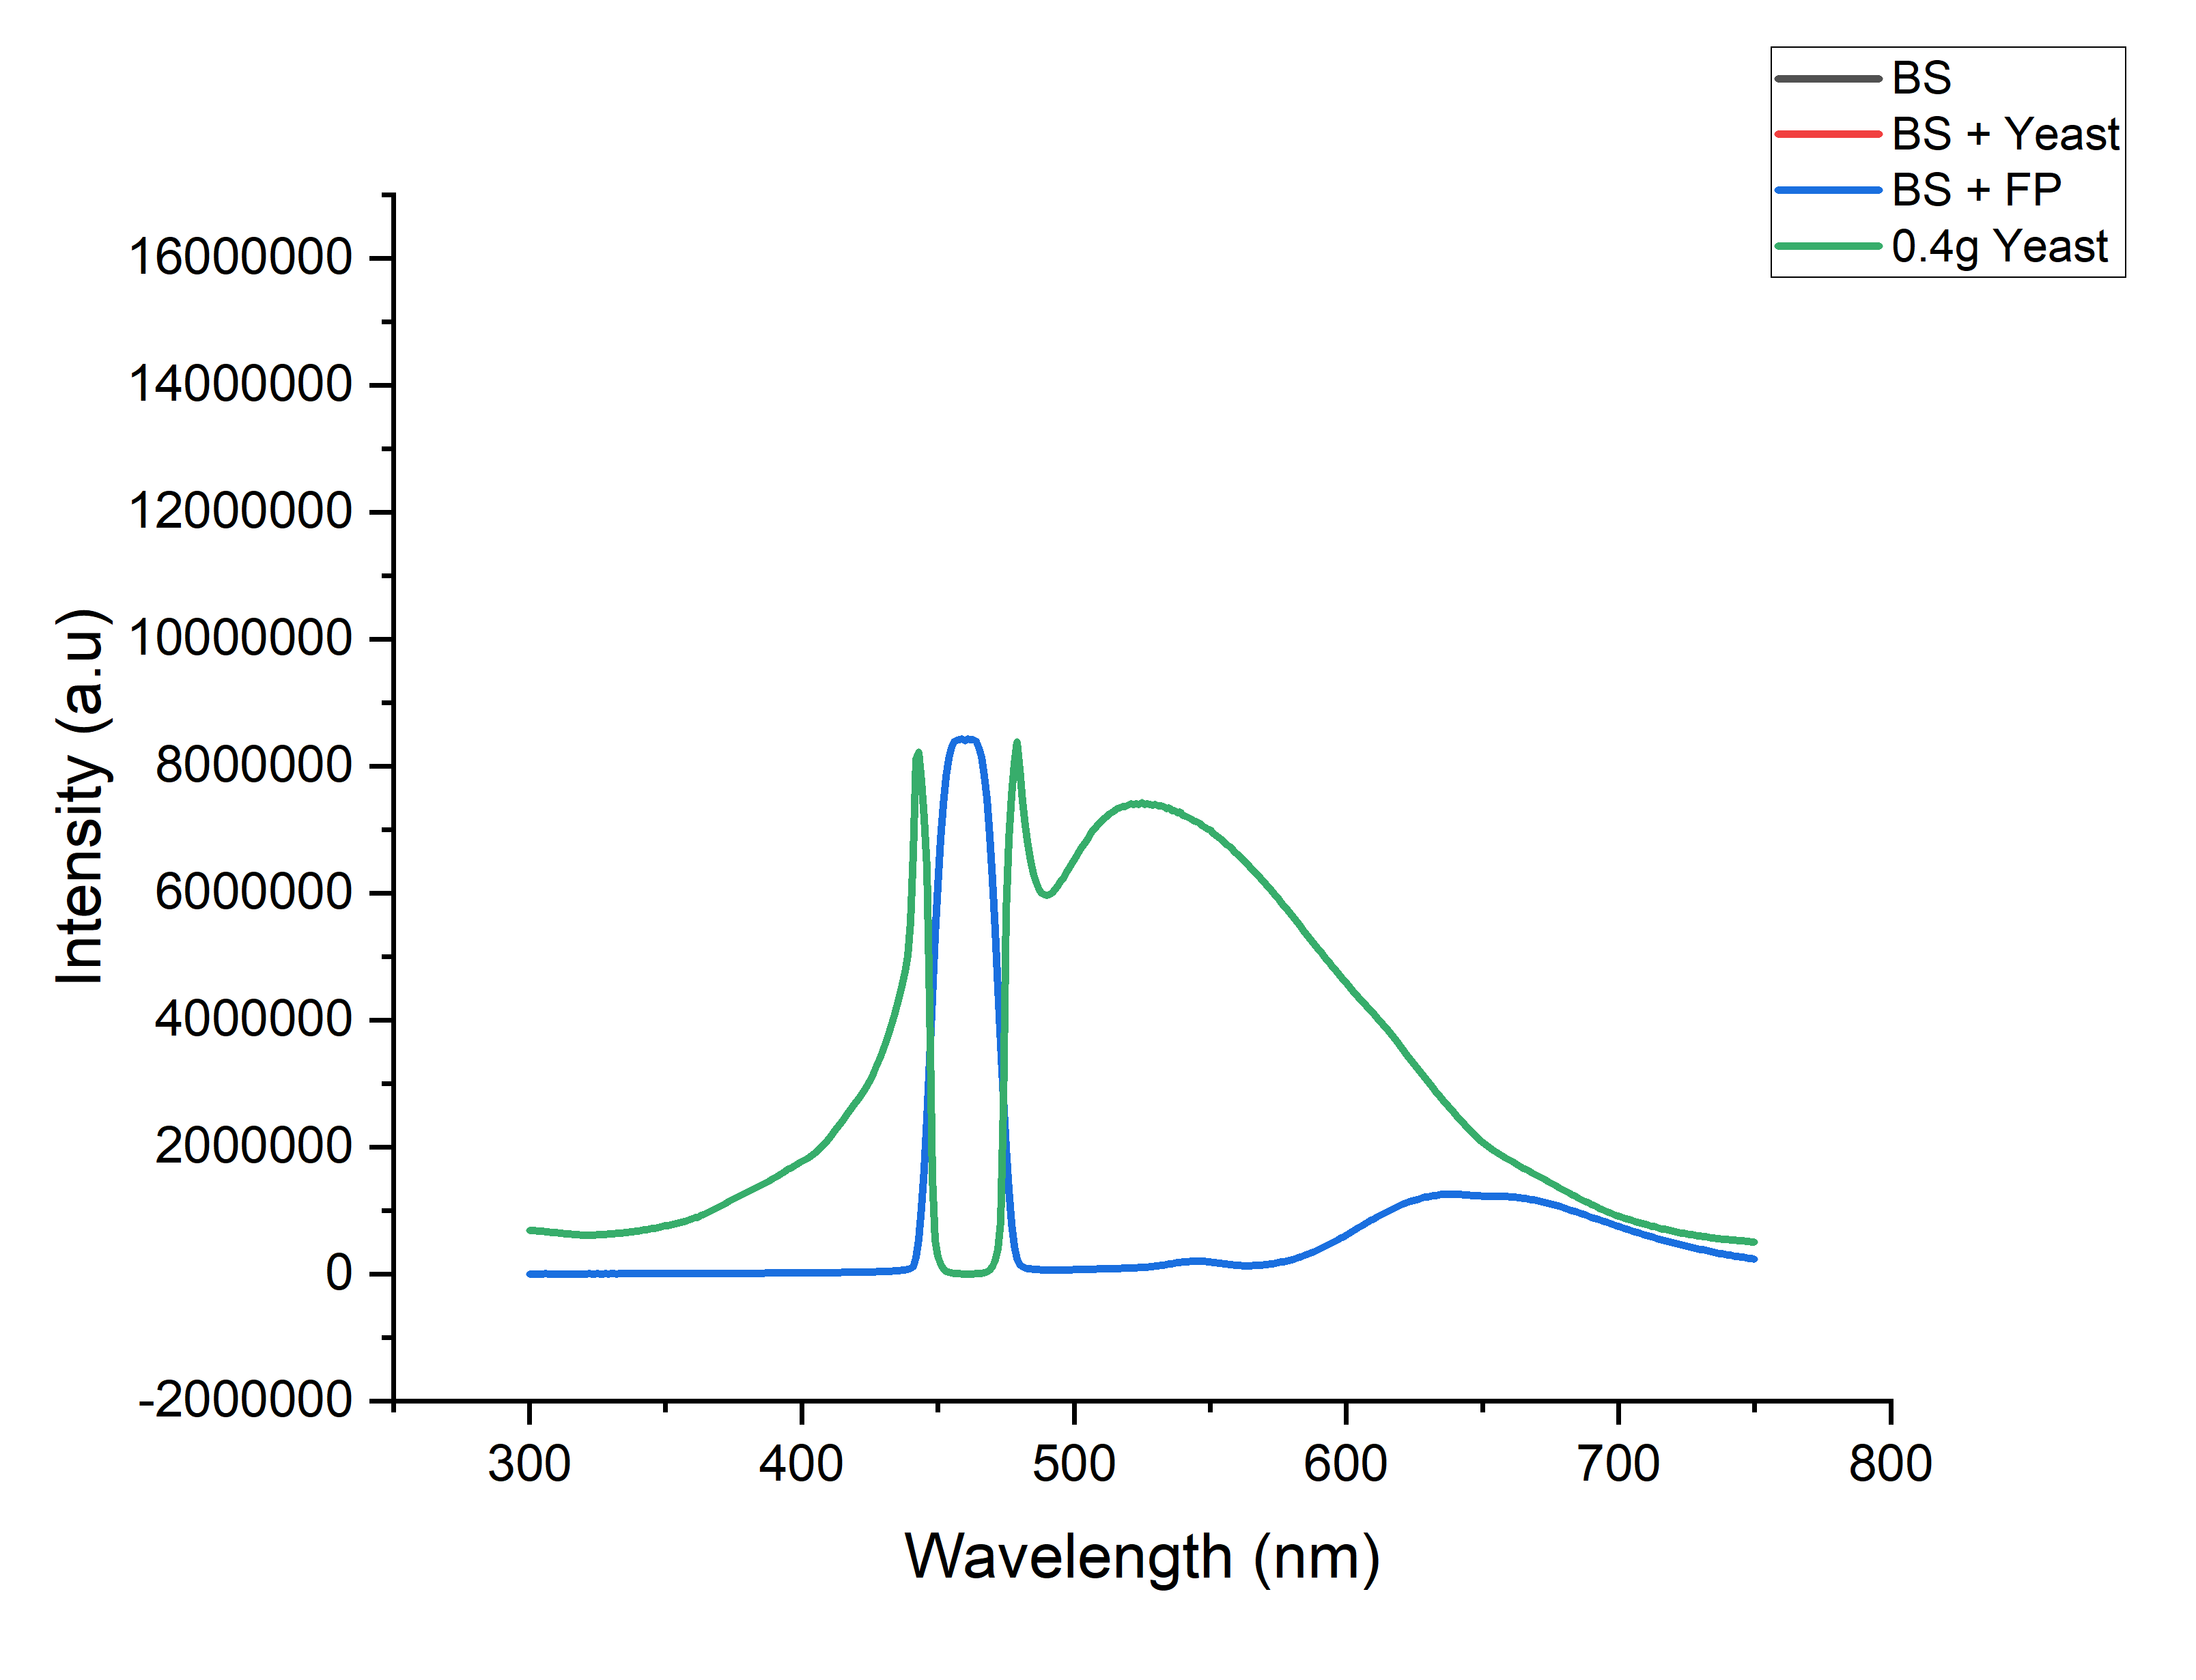 BS
BS + Yeast
BS + FP
0.4g Yeast
16000000
14000000
12000000
10000000
8000000
6000000
4000000
2000000
0
-2000000
Intensity (a.u)
300 400 500 600 700 800
Wavelength (nm)